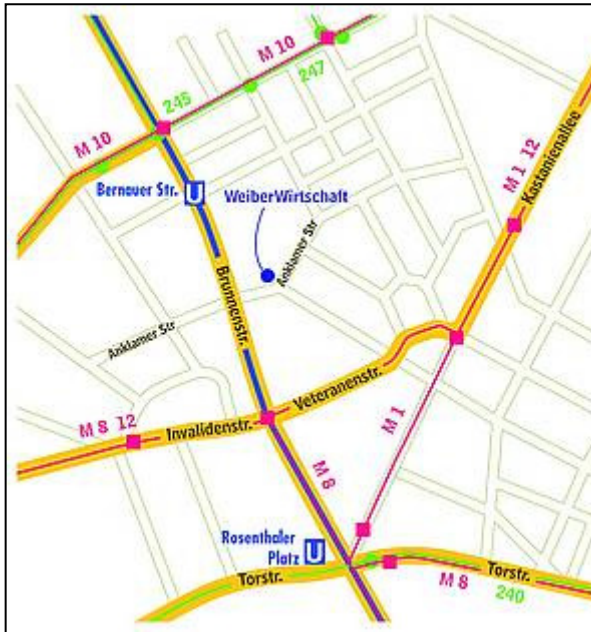 M 10
247
245
M 10
M 1 12
Kastanienallee
Bernauer Str. U
WeiberWirtschaft
Anklamer Str
Brunnenstr.
Anklamer Str
Veteranenstr.
M 8 12
Invalidenstr.
M 1
M 8
Rosenthaler
Platz U
Torstr.
M 8
Torstr.
240